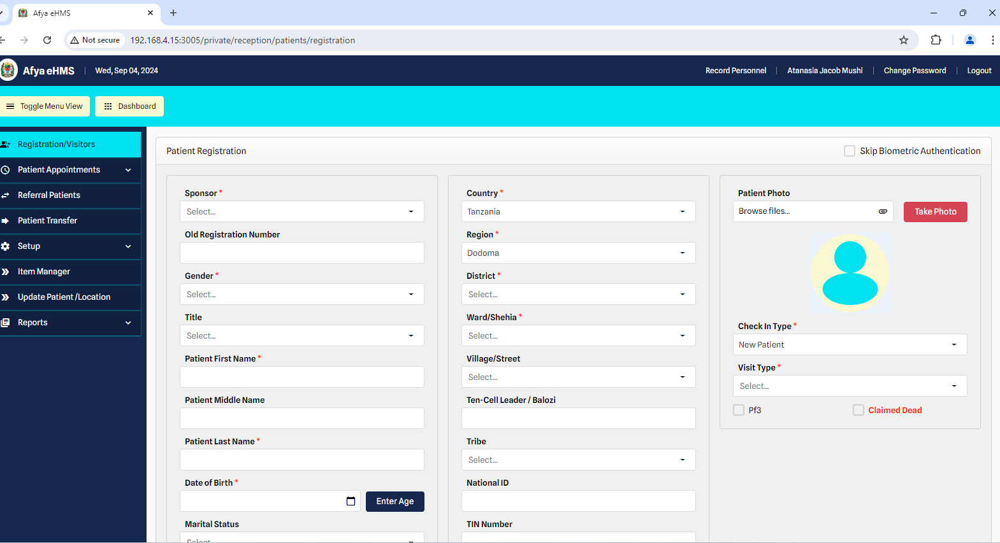 Afya eHMS
Not secure 192.168.4.15:3005/private/reception/patients/registration
Afya eHMS Wed, Sep 04, 2024 Record Personnel Atanasia Jacob Mushi Change Password Logout
Toggle Menu View Dashboard
Registration/Visitors
Patient Appointments
Referral Patients
Patient Transfer
Setup
Item Manager
Update Patient /Location
Reports
Patient Registration Skip Biometric Authentication
Sponsor *
Select...
Old Registration Number
Gender *
Select...
Title
Select...
Patient First Name *
Patient Middle Name
Patient Last Name *
Date of Birth *
Enter Age
Marital Status
Select...
Country *
Tanzania
Region *
Dodoma
District *
Select...
Ward/Shehia *
Select...
Village/Street
Select...
Ten-Cell Leader / Balozi
Tribe
Select...
National ID
TIN Number
Patient Photo
Browse files... Take Photo
Check In Type *
New Patient
Visit Type *
Select...
Pf3 Claimed Dead